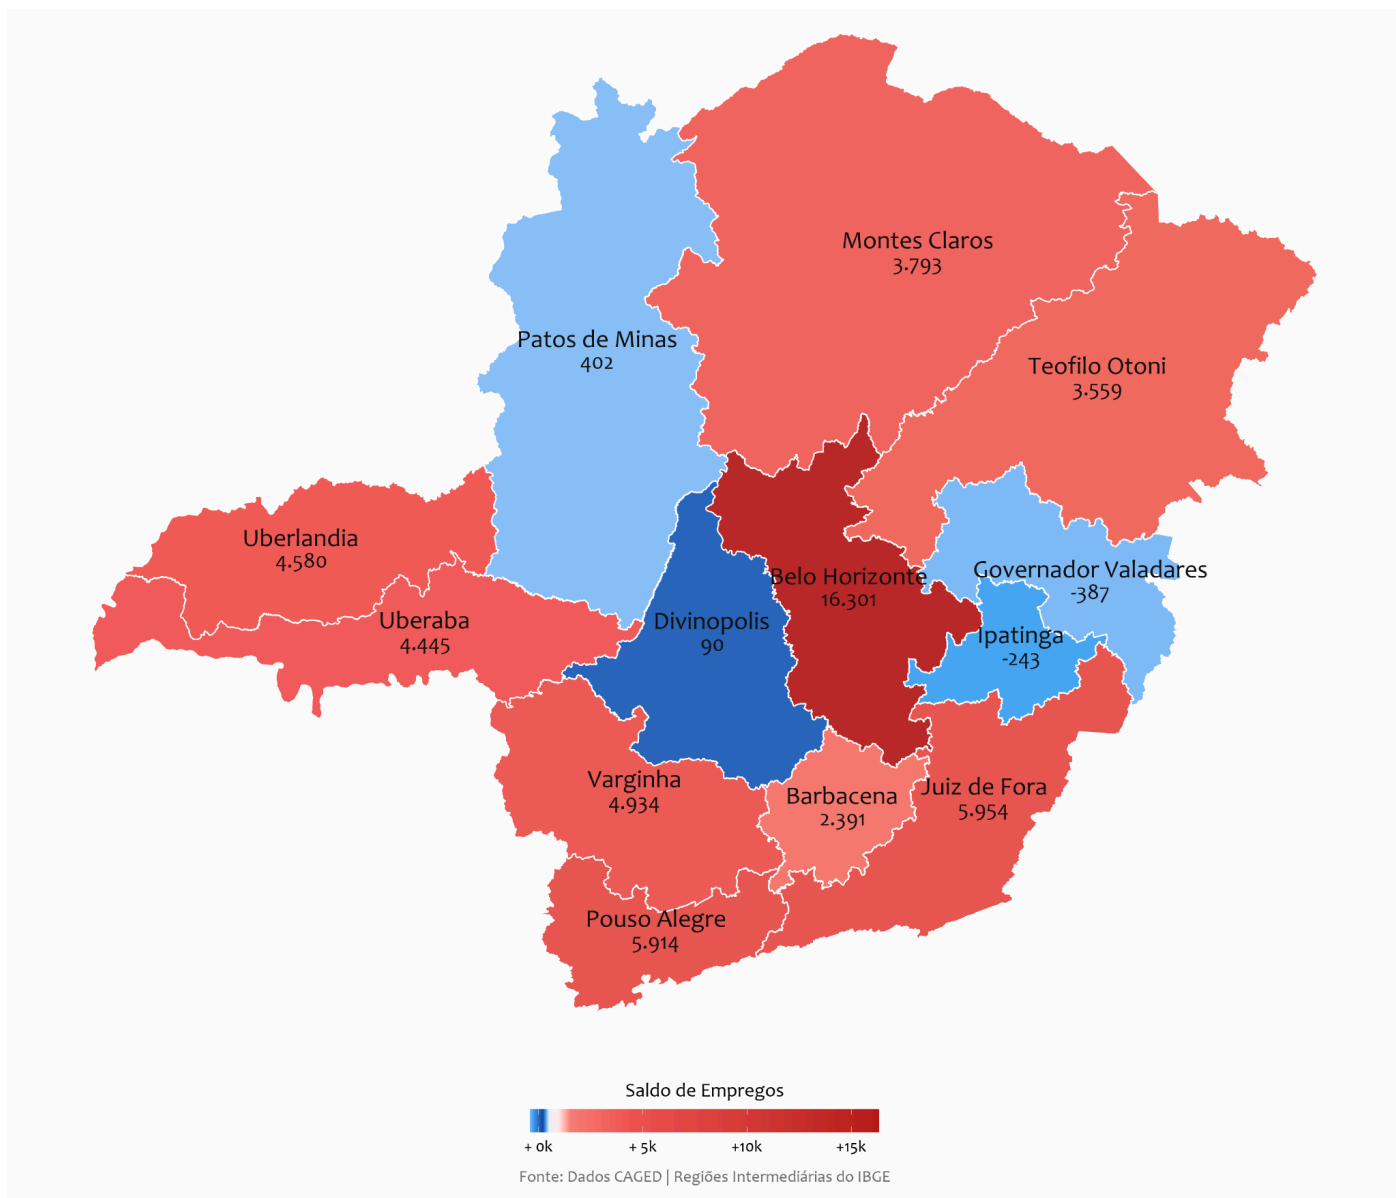 Montes Claros
3.793
Patos de Minas
402
Teofilo Otoni
3.559
Uberlandia
4.580
Belo Horizonte
16.301
Governador Valadares
-387
Uberaba
4.445
Divinopolis
90
Ipatinga
-243
Varginha
4.934
Barbacena
2.391
Juiz de Fora
5.954
Pouso Alegre
5.914
Saldo de Empregos
+ 0k + 5k +10k +15k
Fonte: Dados CAGED | Regiões Intermediárias do IBGE